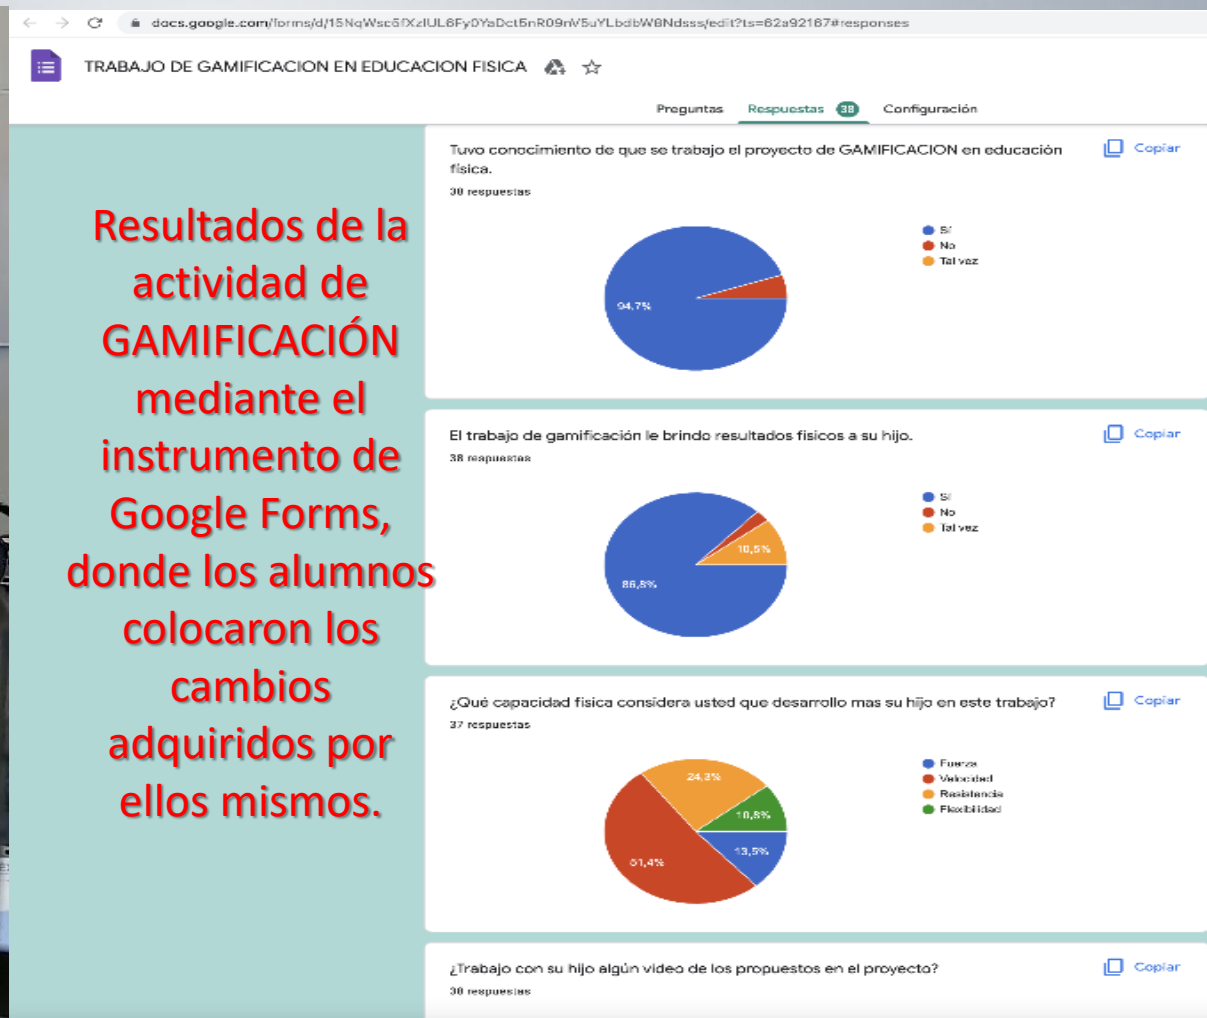 docs.google.com/forms/d/15NqWsc5fXzIUL6Fy0YaDct5nR09nV5uYLbdbW8Ndsss/edit?ts=62a92167#responses
TRABAJO DE GAMIFICACION EN EDUCACION FISICA
Preguntas Respuestas 38 Configuración
Tuvo conocimiento de que se trabajo el proyecto de GAMIFICACION en educación
física.
Copiar
38 respuestas
Sí
No
Tal vez
94,7%
Resultados de la
actividad de
GAMIFICACIÓN
mediante el
instrumento de
Google Forms,
donde los alumnos
colocaron los
cambios
adquiridos por
ellos mismos.
El trabajo de gamificación le brindo resultados físicos a su hijo.
Copiar
38 respuestas
Sí
No
Tal vez
10,5%
86,8%
¿Qué capacidad física considera usted que desarrollo mas su hijo en este trabajo?
Copiar
37 respuestas
Fuerza
Velocidad
Resistencia
Flexibilidad
24,3%
10,8%
13,5%
51,4%
¿Trabajo con su hijo algún video de los propuestos en el proyecto?
Copiar
38 respuestas